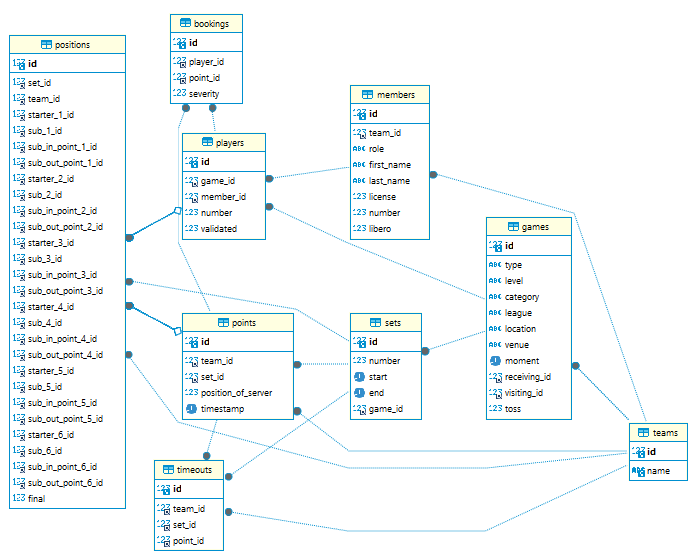 positions
id
set_id
team_id
starter_1_id
sub_1_id
sub_in_point_1_id
sub_out_point_1_id
starter_2_id
sub_2_id
sub_in_point_2_id
sub_out_point_2_id
starter_3_id
sub_3_id
sub_in_point_3_id
sub_out_point_3_id
starter_4_id
sub_4_id
sub_in_point_4_id
sub_out_point_4_id
starter_5_id
sub_5_id
sub_in_point_5_id
sub_out_point_5_id
starter_6_id
sub_6_id
sub_in_point_6_id
sub_out_point_6_id
final
bookings
id
player_id
point_id
severity
players
id
game_id
member_id
number
validated
members
id
team_id
role
first_name
last_name
license
number
libero
games
id
type
level
category
league
location
venue
moment
receiving_id
visiting_id
toss
points
id
team_id
set_id
position_of_server
timestamp
sets
id
number
start
end
game_id
teams
id
name
timeouts
id
team_id
set_id
point_id